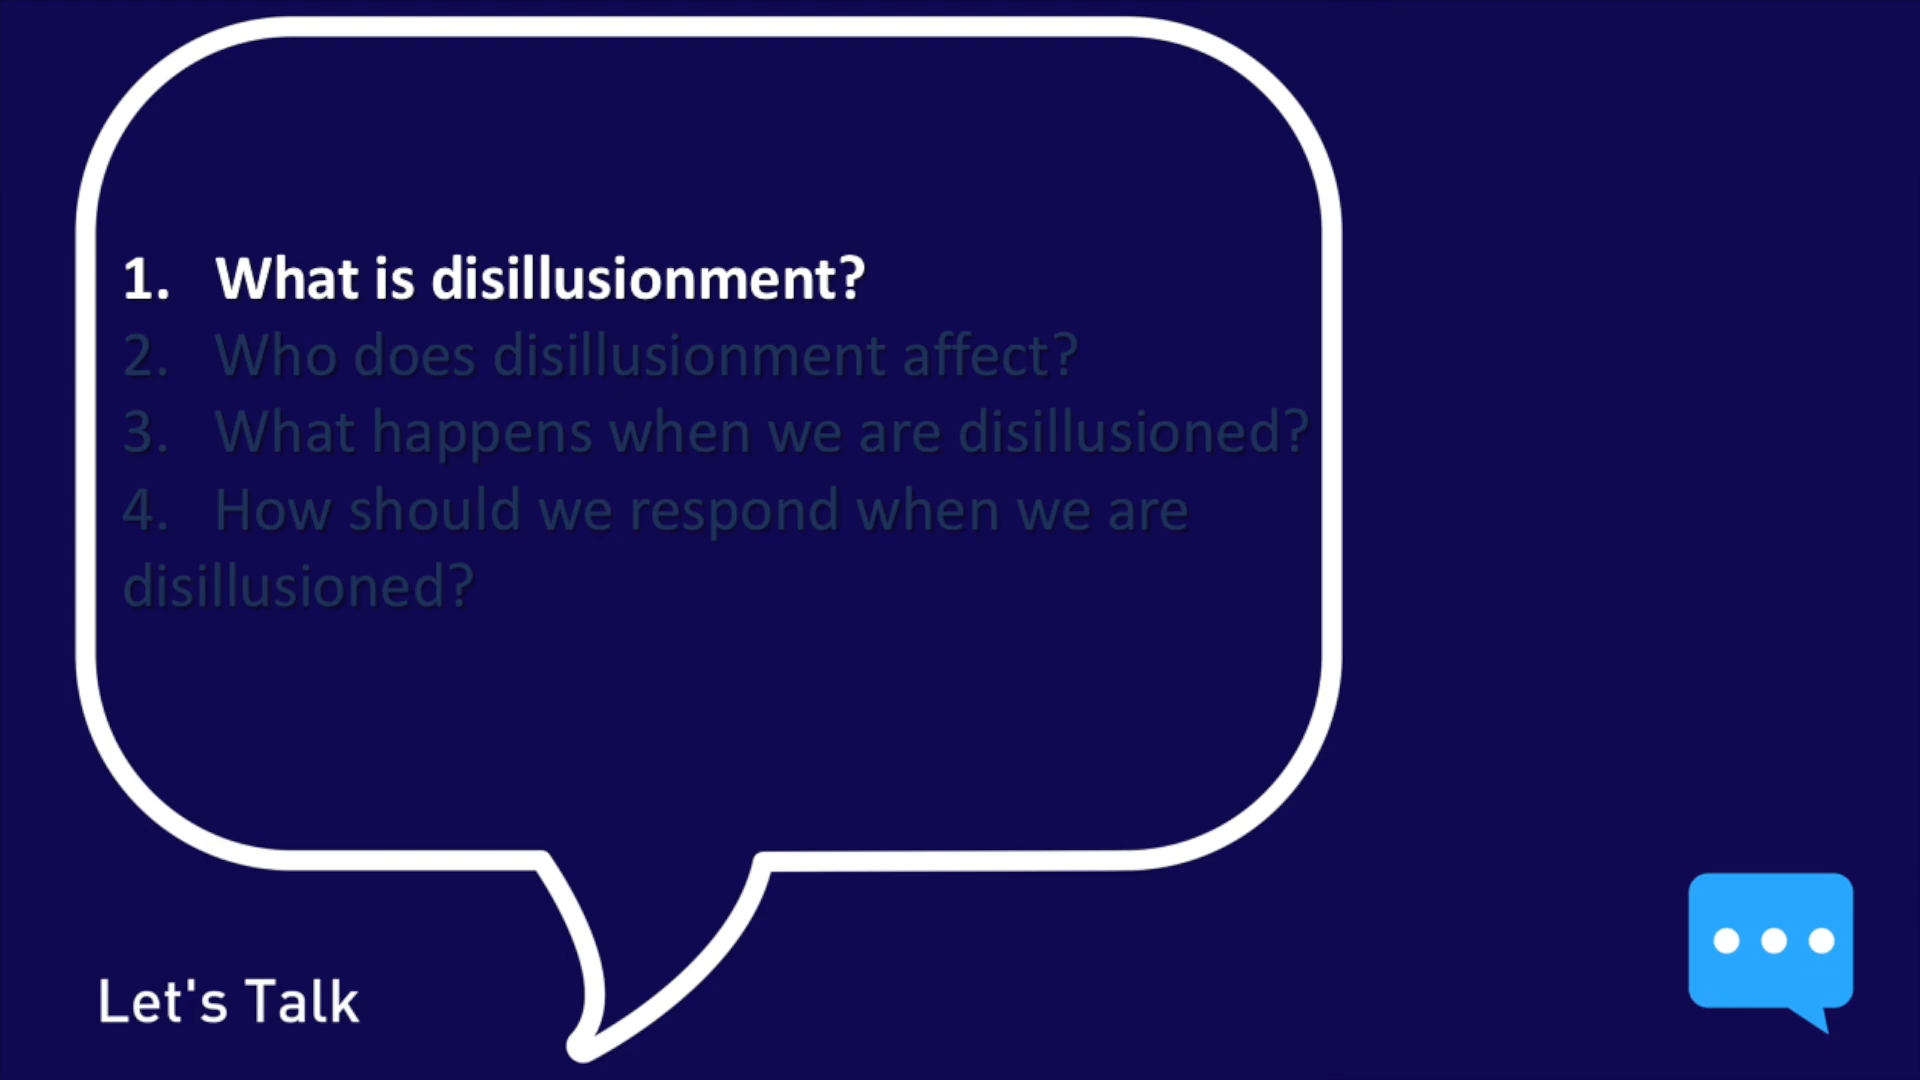 1. What is disillusionment?
2. Who does disillusionment affect?
3. What happens when we are disillusioned?
4. How should we respond when we are
disillusioned?
Let's Talk